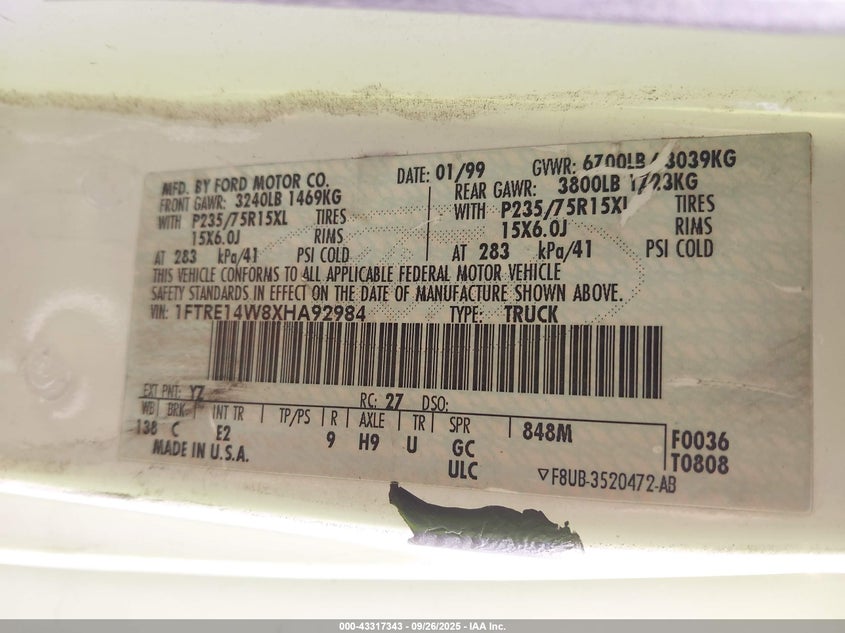 MFD. BY FORD MOTOR CO. DATE: 01/99 GVWR: 6700LB/ 3039KG
FRONT GAWR: 3240LB 1469KG REAR GAWR: 3800LB 1723KG
WITH P235/75R15XL TIRES WITH P235/75R15XL TIRES
15X6.0J RIMS 15X6.0J RIMS
AT 283 kPa/41 PSI COLD AT 283 kPa/41 PSI COLD
THIS VEHICLE CONFORMS TO ALL APPLICABLE FEDERAL MOTOR VEHICLE
SAFETY STANDARDS IN EFFECT ON THE DATE OF MANUFACTURE SHOWN ABOVE.
VIN: 1FTRE14W8XHA92984 TYPE: TRUCK
EXT PNT: YZ RC: 27 DSO:
WB BRK INT TR TP/PS R AXLE TR SPR 848M F0036
138 C E2 9 H9 U GC T0808
MADE IN U.S.A. ULC F8UB-3520472-AB
000-43317343 - 09/26/2025 - IAA Inc.